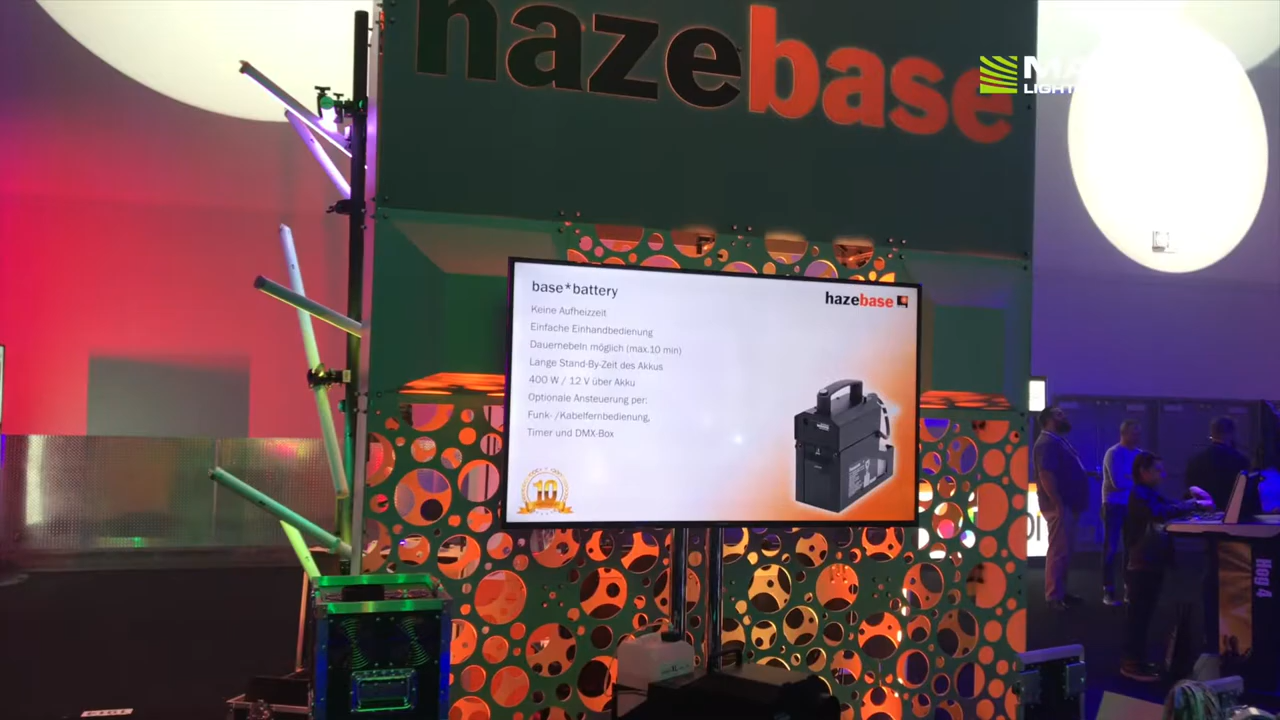 hazebase
base*battery
hazebase
Keine Aufheizzeit
Einfache Einhandbedienung
Dauernebeln möglich (max.10 min)
Lange Stand-By-Zeit des Akkus
400 W / 12 V über Akku
Optionale Ansteuerung per:
Funk- /Kabelfernbedienung,
Timer und DMX-Box
10
Hog 4